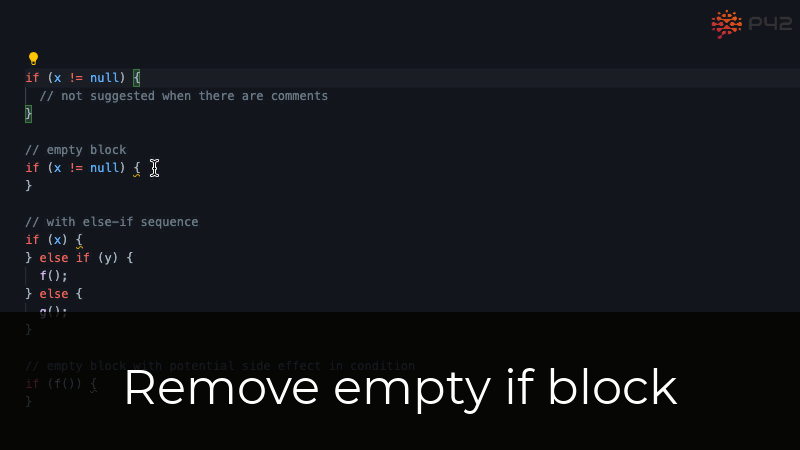 P42
if (x != null) {
// not suggested when there are comments
}
// empty block
if (x != null) {
}
// with else-if sequence
if (x) {
} else if (y) {
f();
} else {
g();
}
// empty block with potential side effect in condition
if (f()) {
}
Remove empty if block